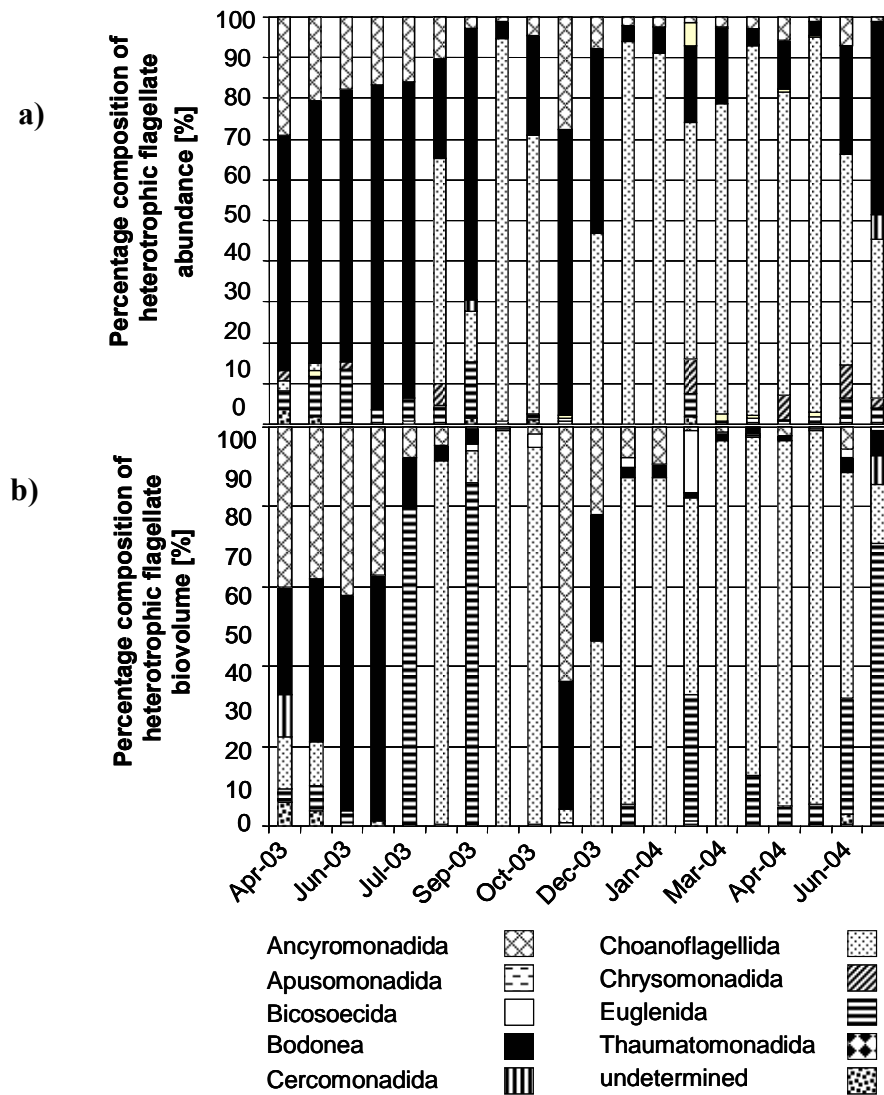 a)
Percentage composition of
heterotrophic flagellate
abundance [%]
100
90
80
70
60
50
40
30
20
10
0
b)
Percentage composition of
heterotrophic flagellate
biovolume [%]
100
90
80
70
60
50
40
30
20
10
0
Apr-03
Jun-03
Jul-03
Sep-03
Oct-03
Dec-03
Jan-04
Mar-04
Apr-04
Jun-04
Ancyromonadida
Apusomonadida
Bicosoecida
Bodonea
Cercomonadida
Choanoflagellida
Chrysomonadida
Euglenida
Thaumatomonadida
undetermined